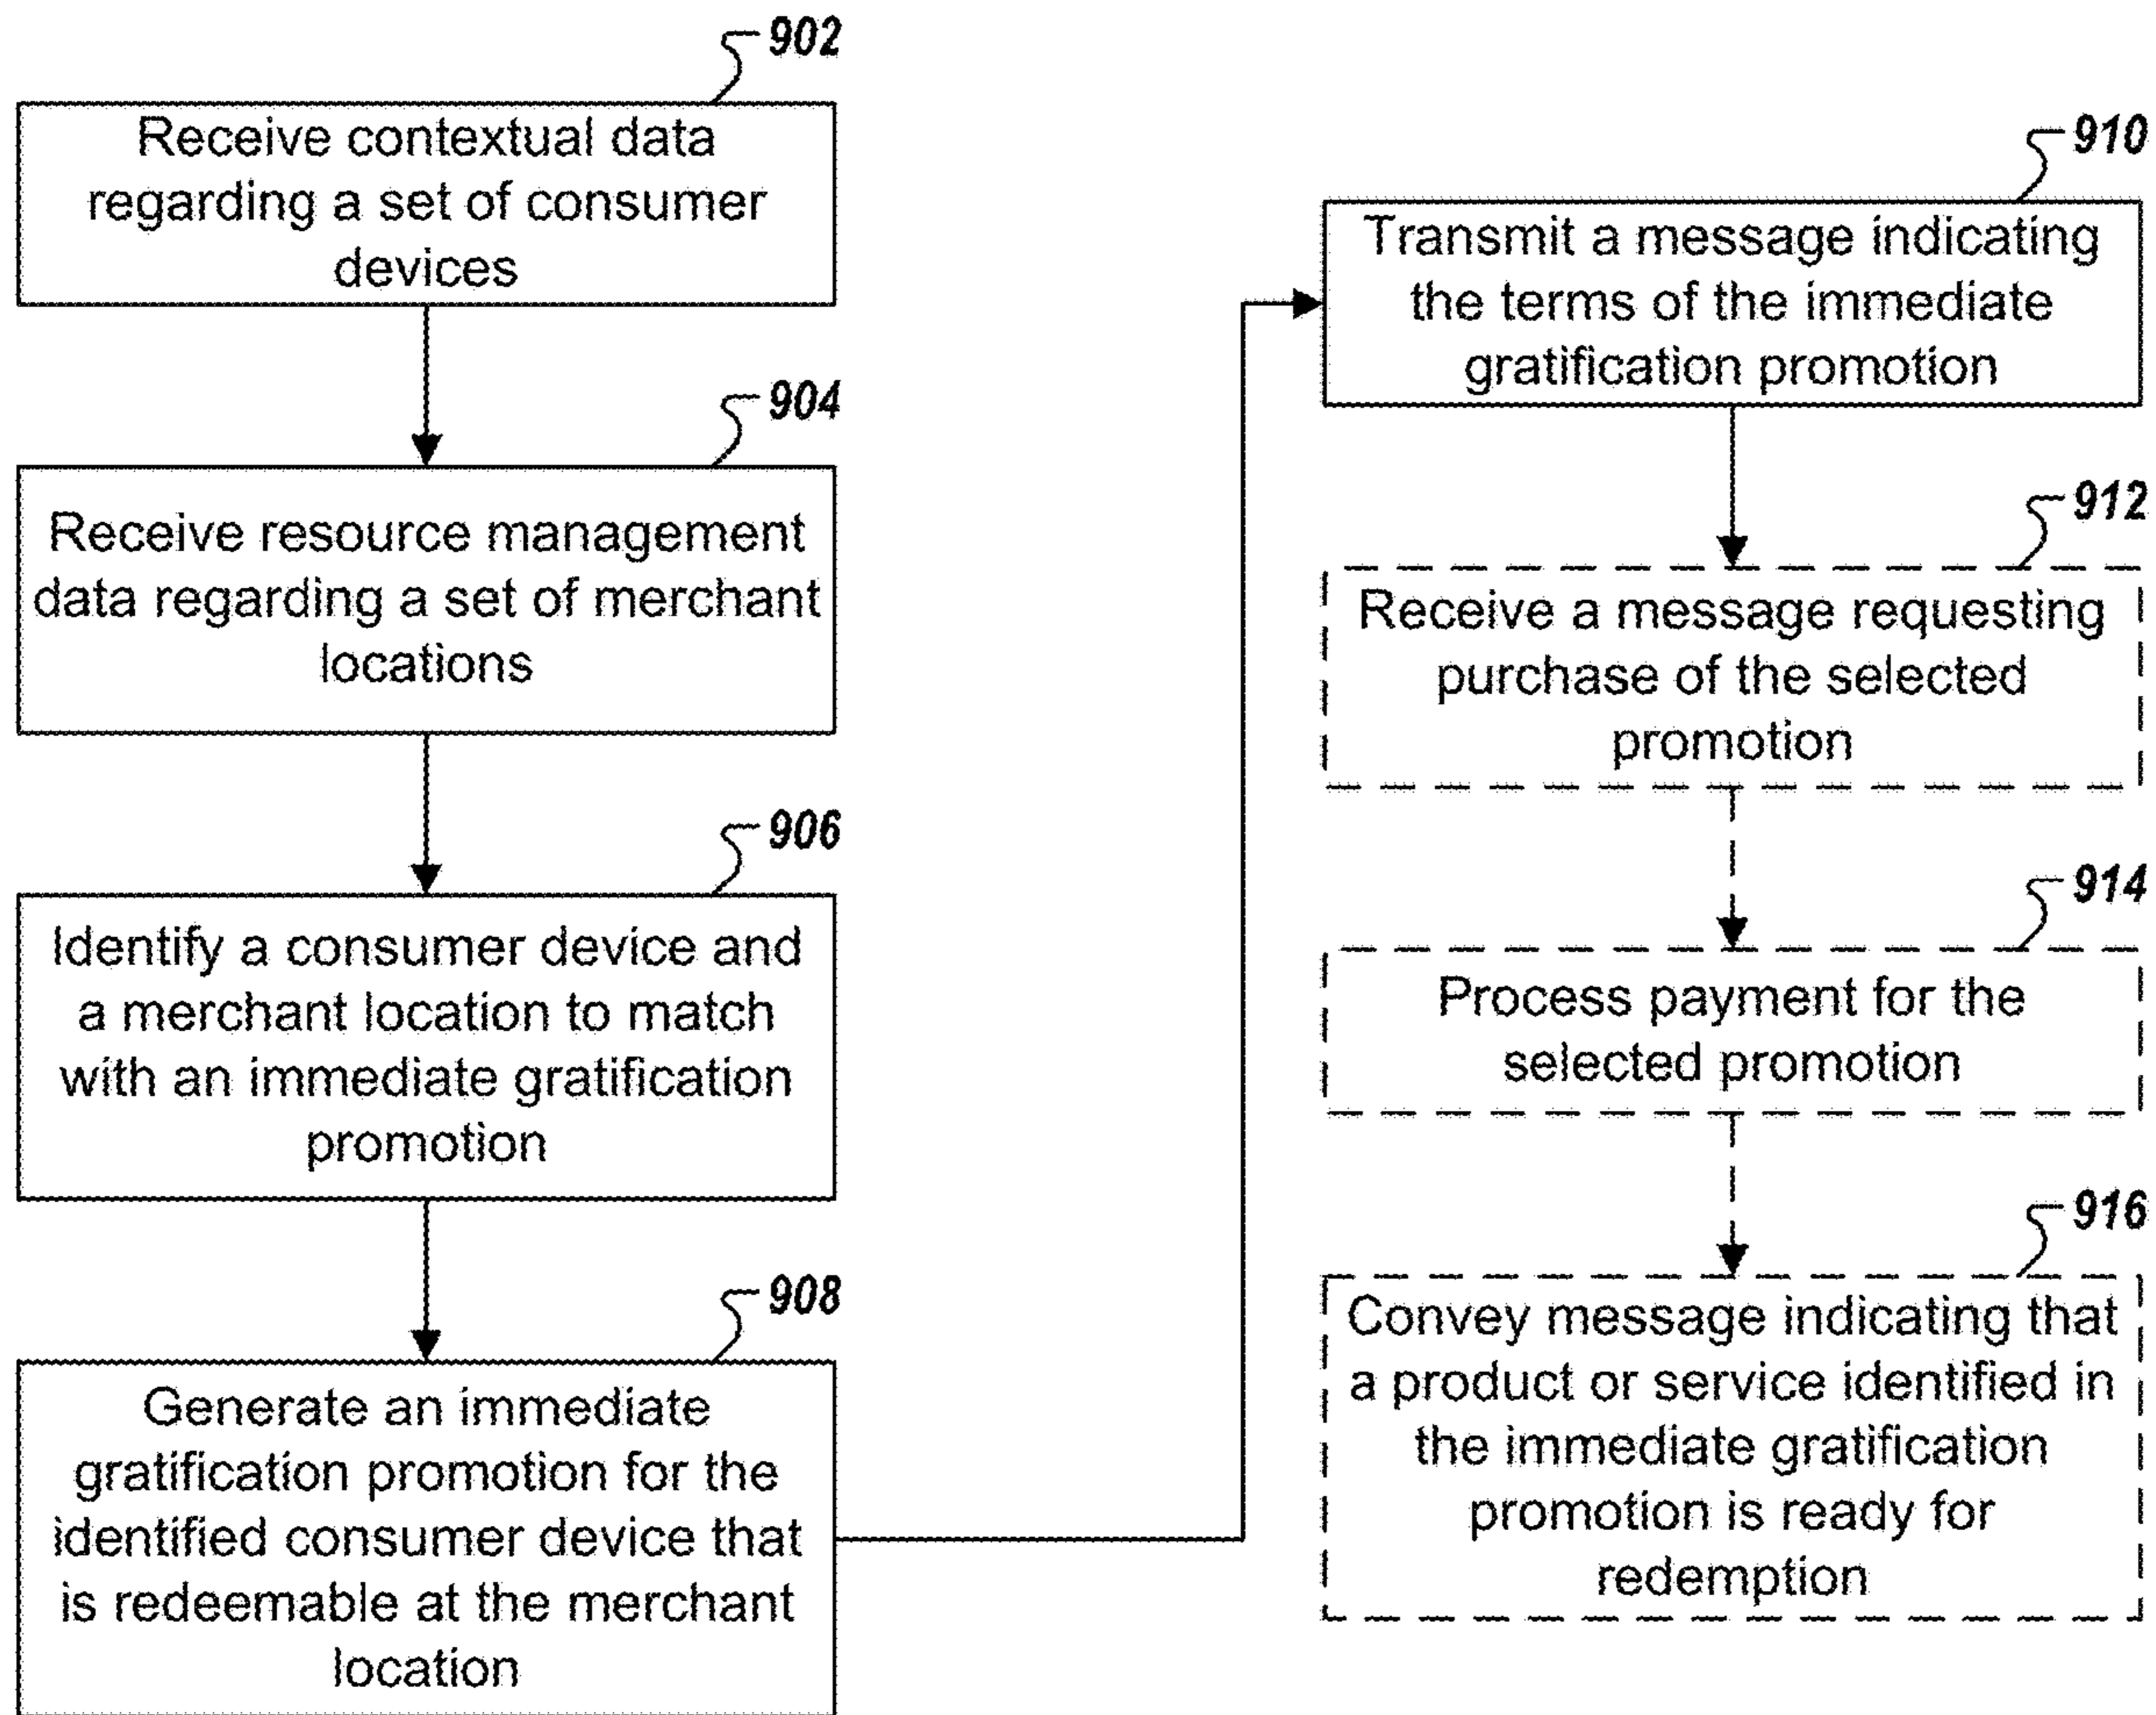 902
Receive contextual data
regarding a set of consumer
devices
904
Receive resource management
data regarding a set of merchant
locations
906
Identify a consumer device and
a merchant location to match
with an immediate gratification
promotion
908
Generate an immediate
gratification promotion for the
identified consumer device that
is redeemable at the merchant
location
910
Transmit a message indicating
the terms of the immediate
gratification promotion
912
Receive a message requesting
purchase of the selected
promotion
914
Process payment for the
selected promotion
916
Convey message indicating that
a product or service identified in
the immediate gratification
promotion is ready for
redemption